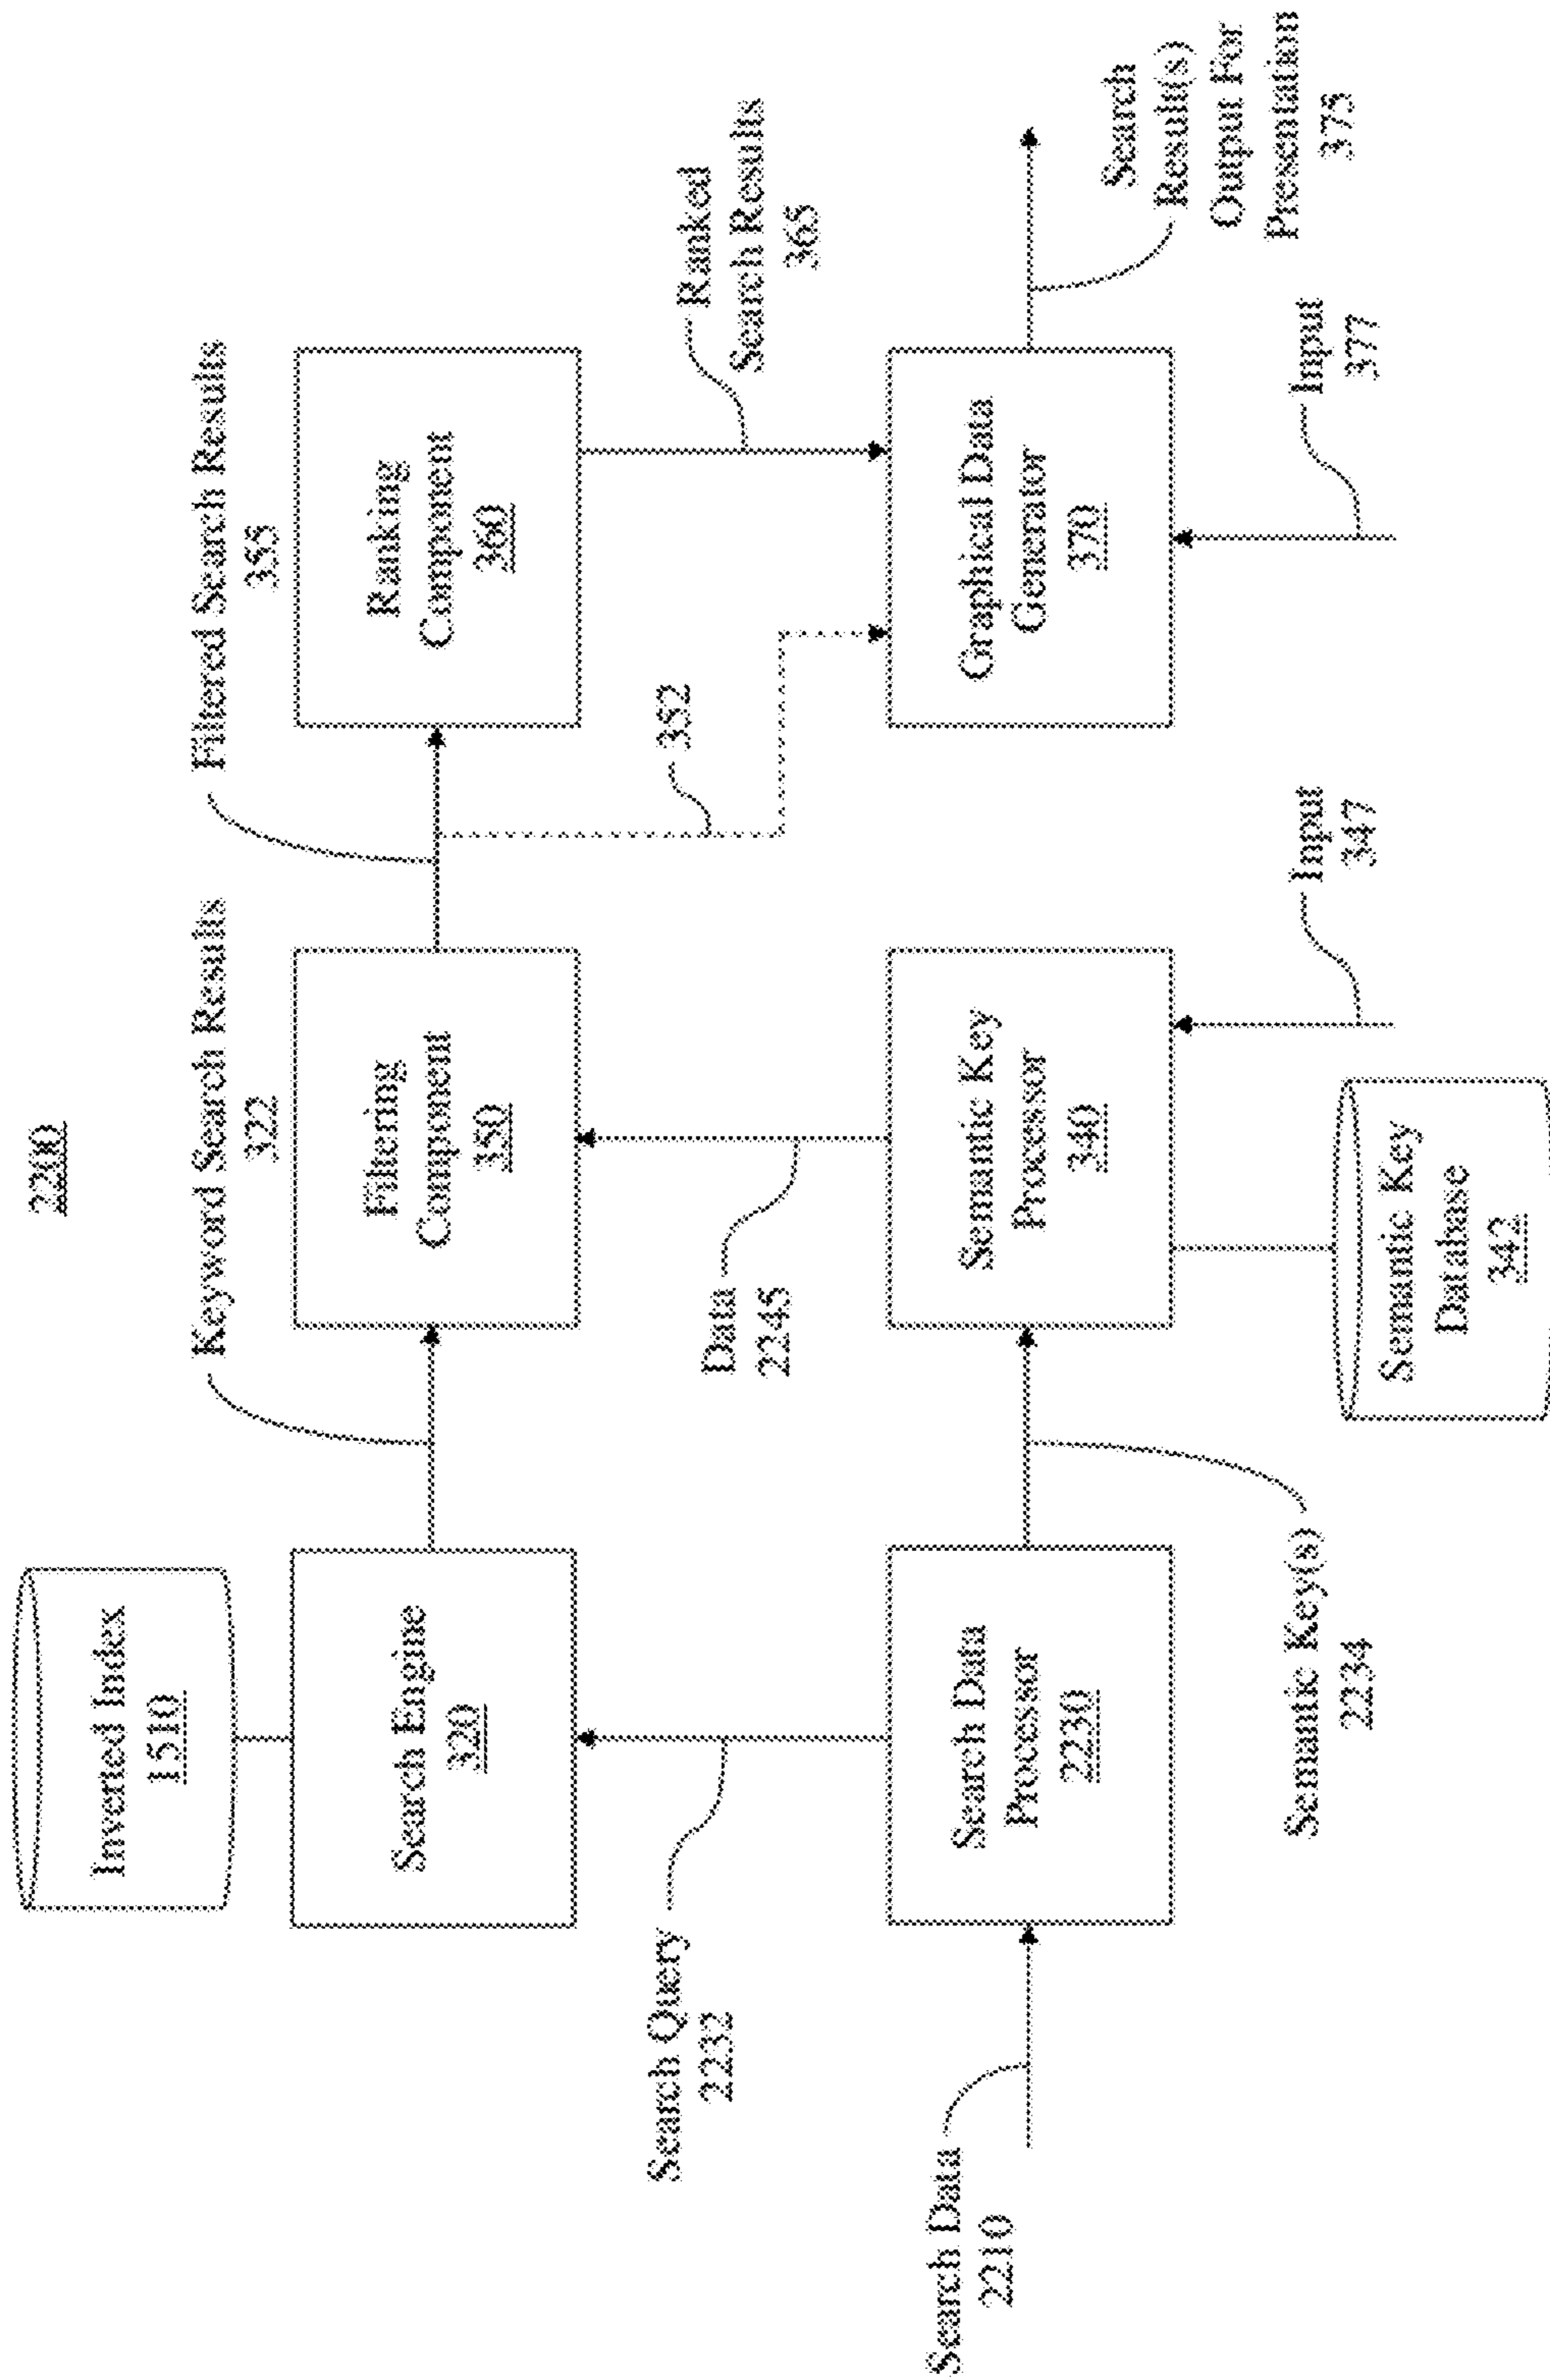 2200
Inverted Index
1510
Keyword Search Results
322
Filtered Search Results
355
Search Engine
320
Filtering
Component
350
Ranking
Component
360
Search Query
2232
Data
2245
352
Ranked
Search Results
365
Search Data
2210
Search Data
Processor
2230
Semantic Key
Processor
340
Graphical Data
Generator
370
Search
Result(s)
Output For
Presentation
375
Semantic Key(s)
2234
Input
347
Input
377
Semantic Key
Database
342